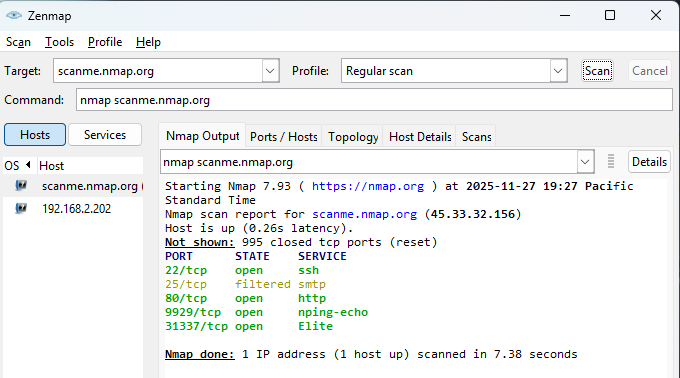 Zenmap
Scan Tools Profile Help
Target: scanme.nmap.org Profile: Regular scan Scan Cancel
Command: nmap scanme.nmap.org
Hosts Services
Nmap Output Ports / Hosts Topology Host Details Scans
OS Host
scanme.nmap.org (
192.168.2.202
nmap scanme.nmap.org Details
Starting Nmap 7.93 ( https://nmap.org ) at 2025-11-27 19:27 Pacific
Standard Time
Nmap scan report for scanme.nmap.org (45.33.32.156)
Host is up (0.26s latency).
Not shown: 995 closed tcp ports (reset)
PORT STATE SERVICE
22/tcp open ssh
25/tcp filtered smtp
80/tcp open http
9929/tcp open nping-echo
31337/tcp open Elite
Nmap done: 1 IP address (1 host up) scanned in 7.38 seconds